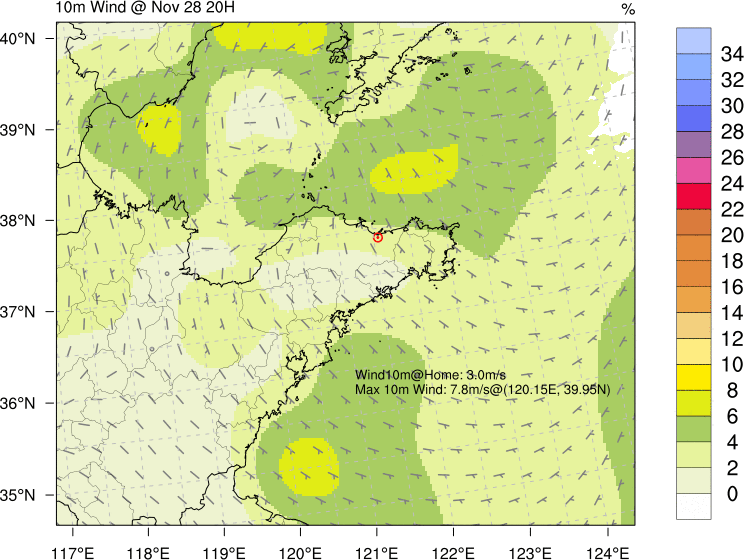 10m Wind @ Nov 28 20H
%
40°N
39°N
38°N
37°N
36°N
35°N
Wind10m@Home: 3.0m/s
Max 10m Wind: 7.8m/s@(120.15E, 39.95N)
117°E 118°E 119°E 120°E 121°E 122°E 123°E 124°E
34
32
30
28
26
24
22
20
18
16
14
12
10
8
6
4
2
0